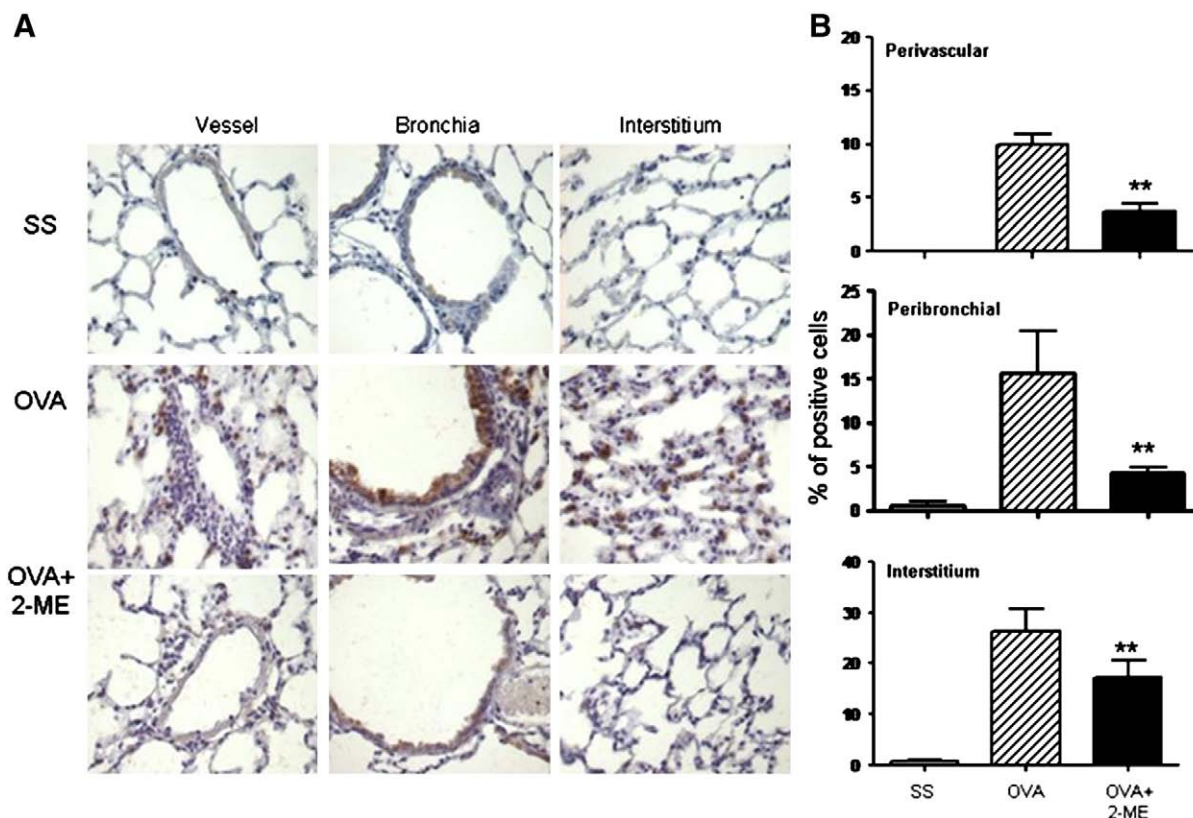 A
Vessel Bronchia Interstitium
SS
OVA
OVA+
2-ME
B
% of positive cells
20
Perivascular
15
10
**
5
0
25
Peribronchial
20
15
10
**
5
0
40
Interstitium
30
**
20
10
0
SS OVA OVA+
2-ME